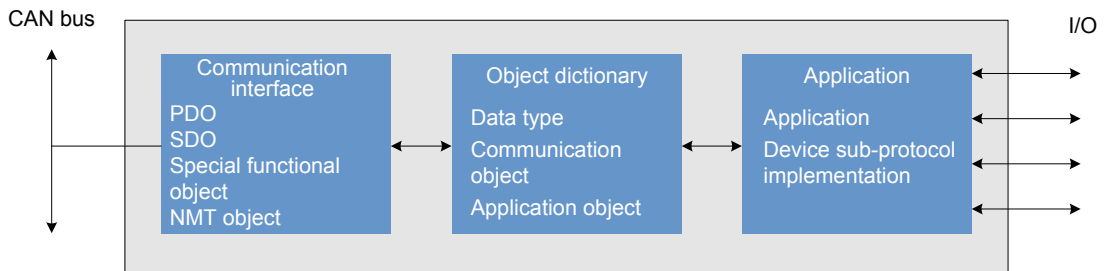 CAN bus
I/O
Communication
interface
PDO
SDO
Special functional
object
NMT object
Object dictionary
Data type
Communication
object
Application object
Application
Application
Device sub-protocol
implementation